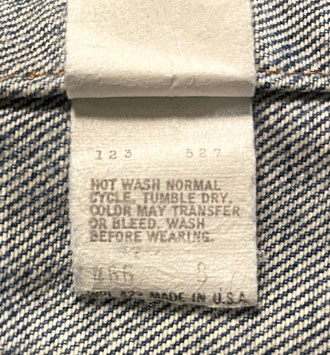 123 527
HOT WASH NORMAL
CYCLE, TUMBLE DRY.
COLOR MAY TRANSFER
OR BLEED. WASH
BEFORE WEARING.
MADE IN U.S.A.